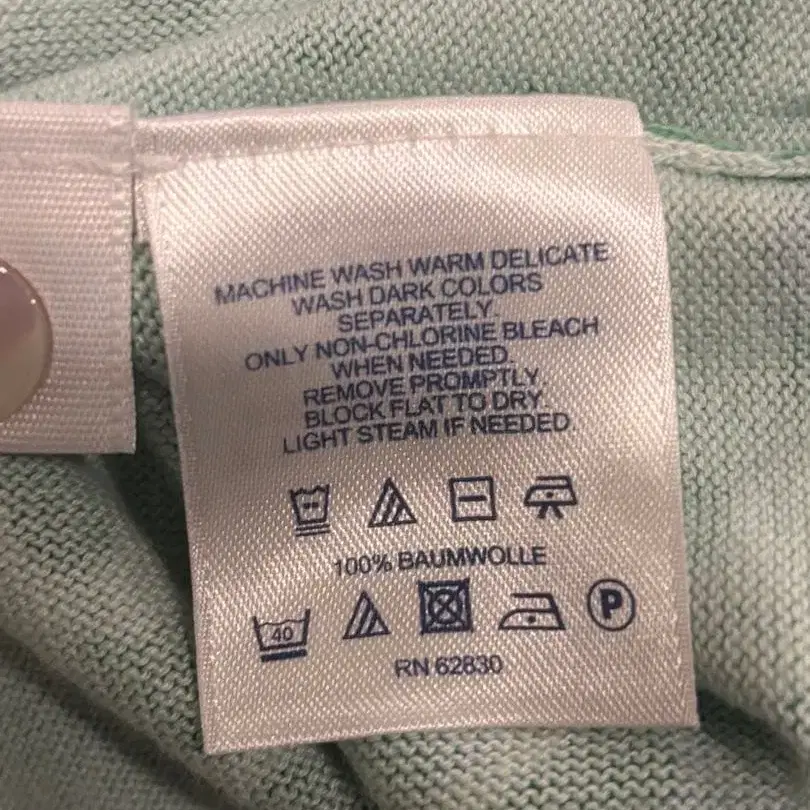 MACHINE WASH WARM DELICATE
WASH DARK COLORS
SEPARATELY.
ONLY NON-CHLORINE BLEACH
WHEN NEEDED.
REMOVE PROMPTLY.
BLOCK FLAT TO DRY.
LIGHT STEAM IF NEEDED.
100% BAUMWOLLE
40
P
RN 62830